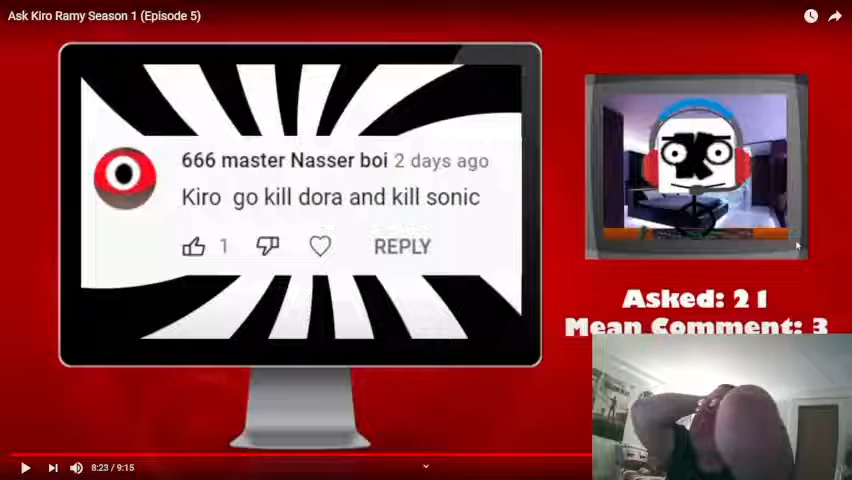 Ask Kiro Ramy Season 1 (Episode 5)
666 master Nasser boi 2 days ago
Kiro go kill dora and kill sonic
1
REPLY
Asked: 21
Mean Comment: 3
8:23 / 9:15